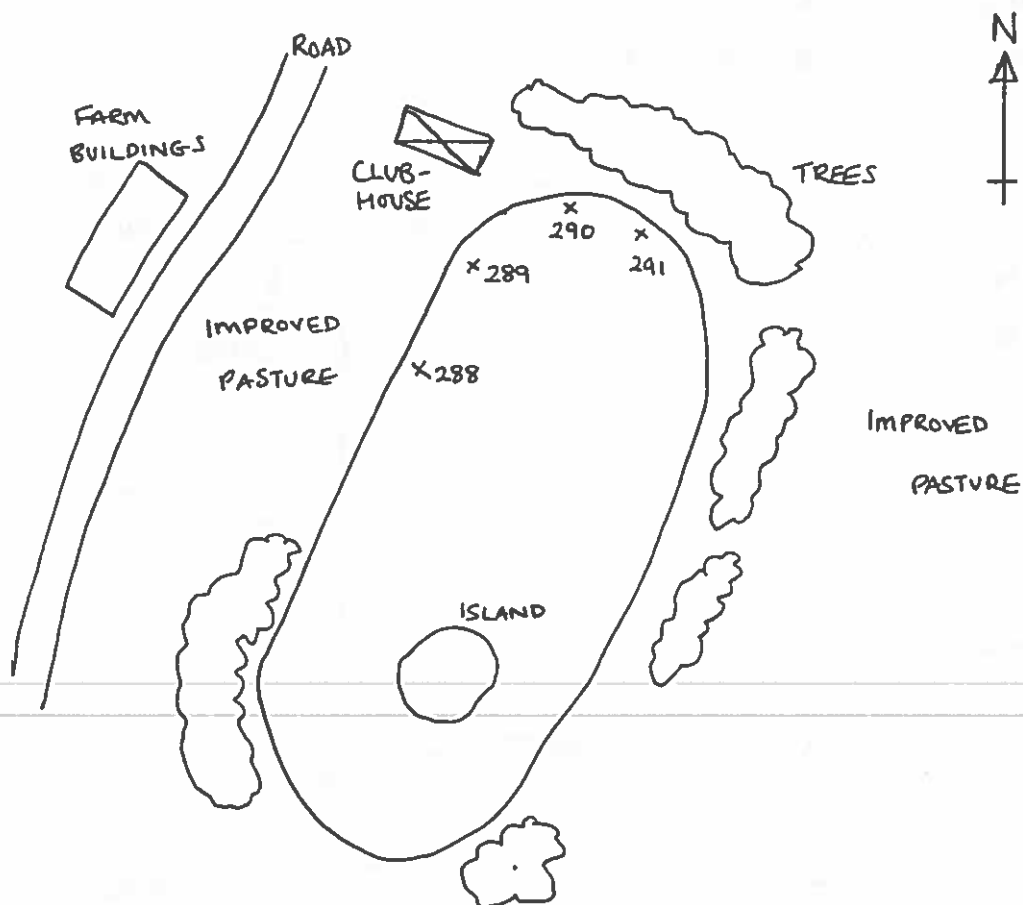 N
ROAD
FARM
BUILDINGS
CLUB-
HOUSE
TREES
290
291
289
IMPROVED
PASTURE
288
IMPROVED
PASTURE
ISLAND